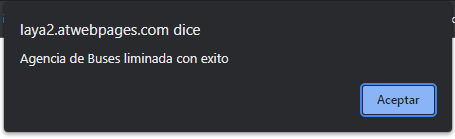 laya2.atwebpages.com dice
Agencia de Buses liminada con exito
Aceptar